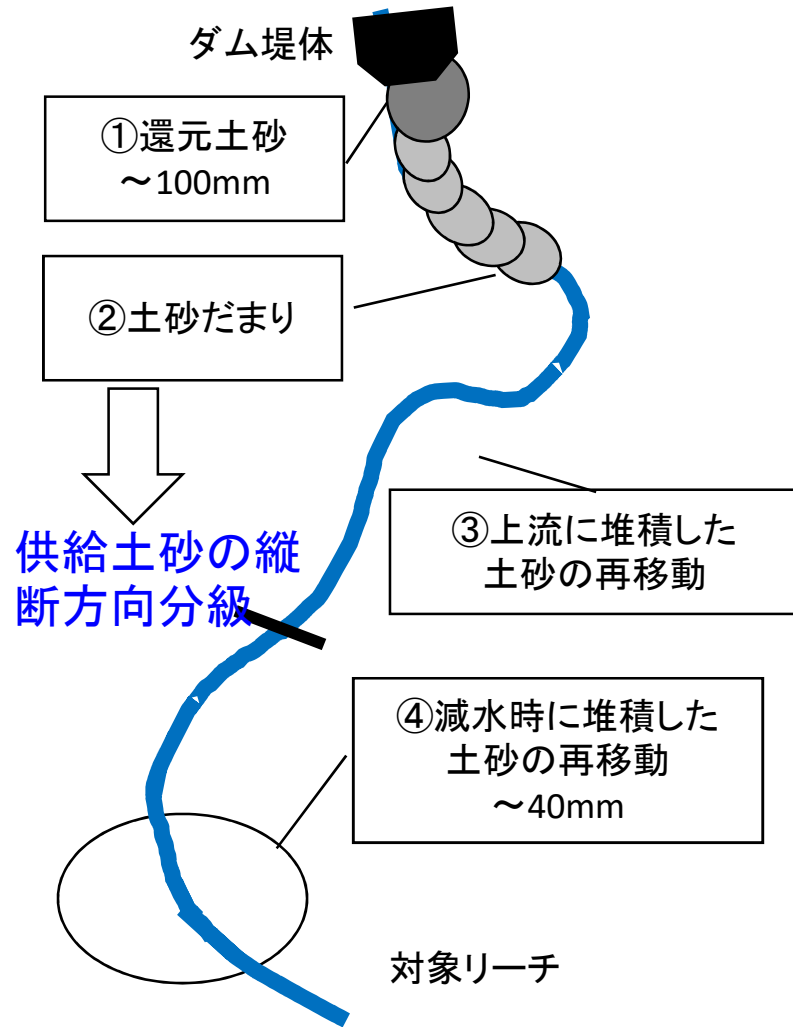 ダム堤体
①還元土砂
～100mm
②土砂だまり
供給土砂の縦
断方向分級
③上流に堆積した
土砂の再移動
④減水時に堆積した
土砂の再移動
～40mm
対象リーチ